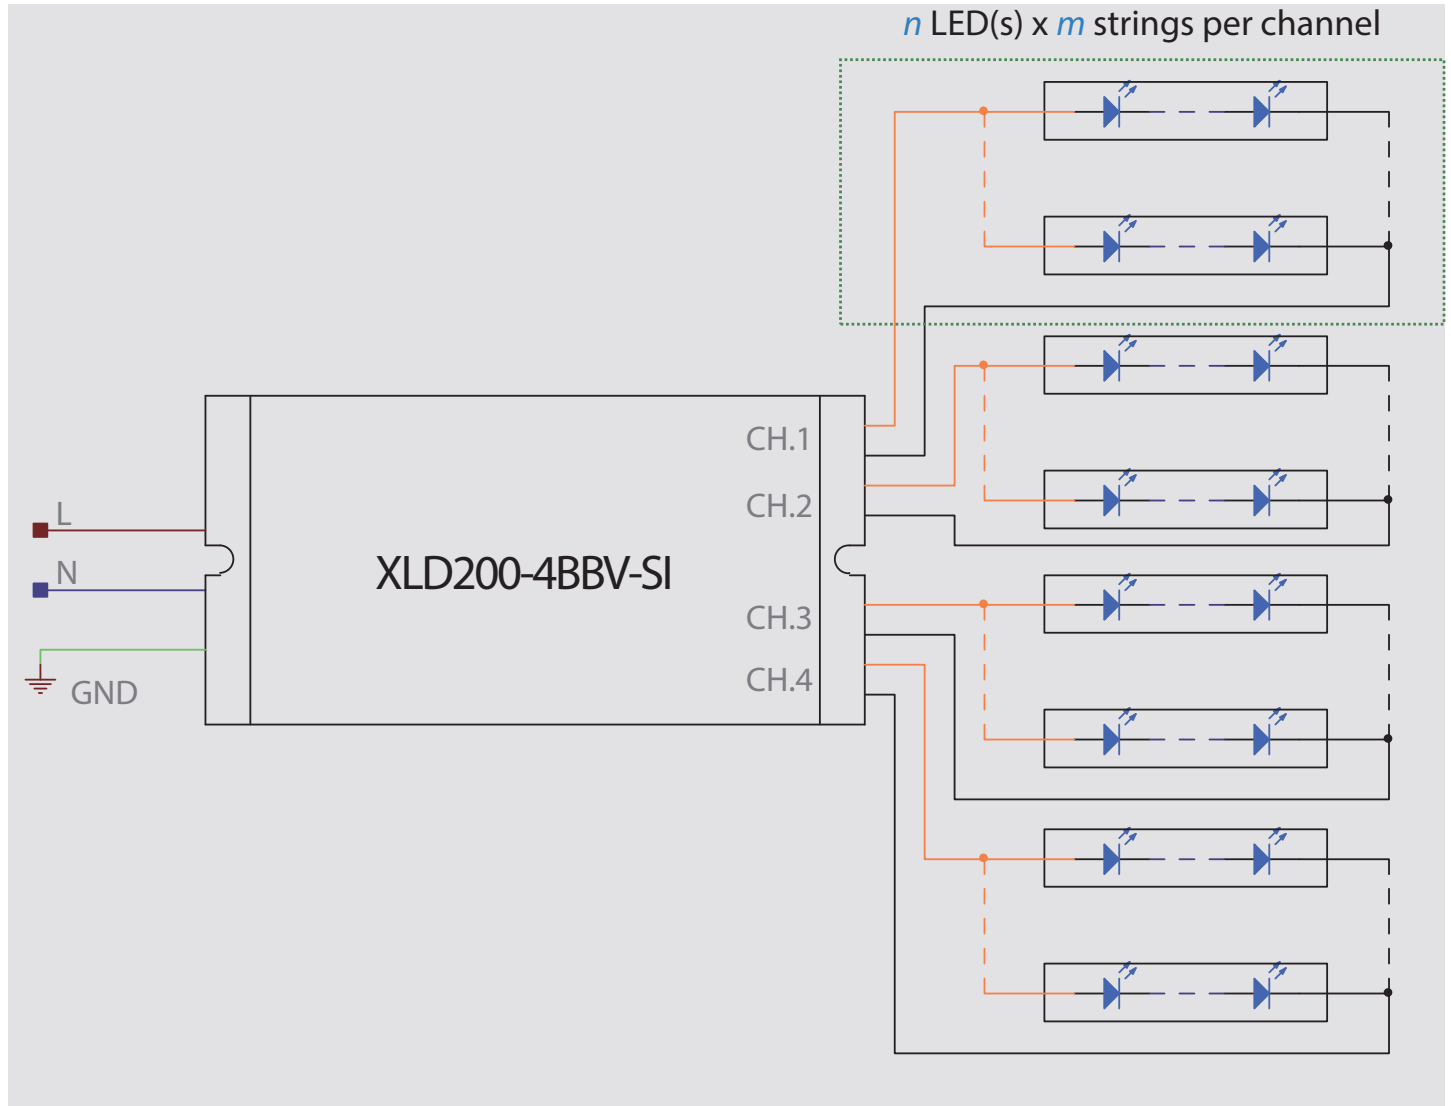 n LED(s) x m strings per channel
CH.1
CH.2
L
N
XLD200-4BBV-SI
CH.3
CH.4
GND